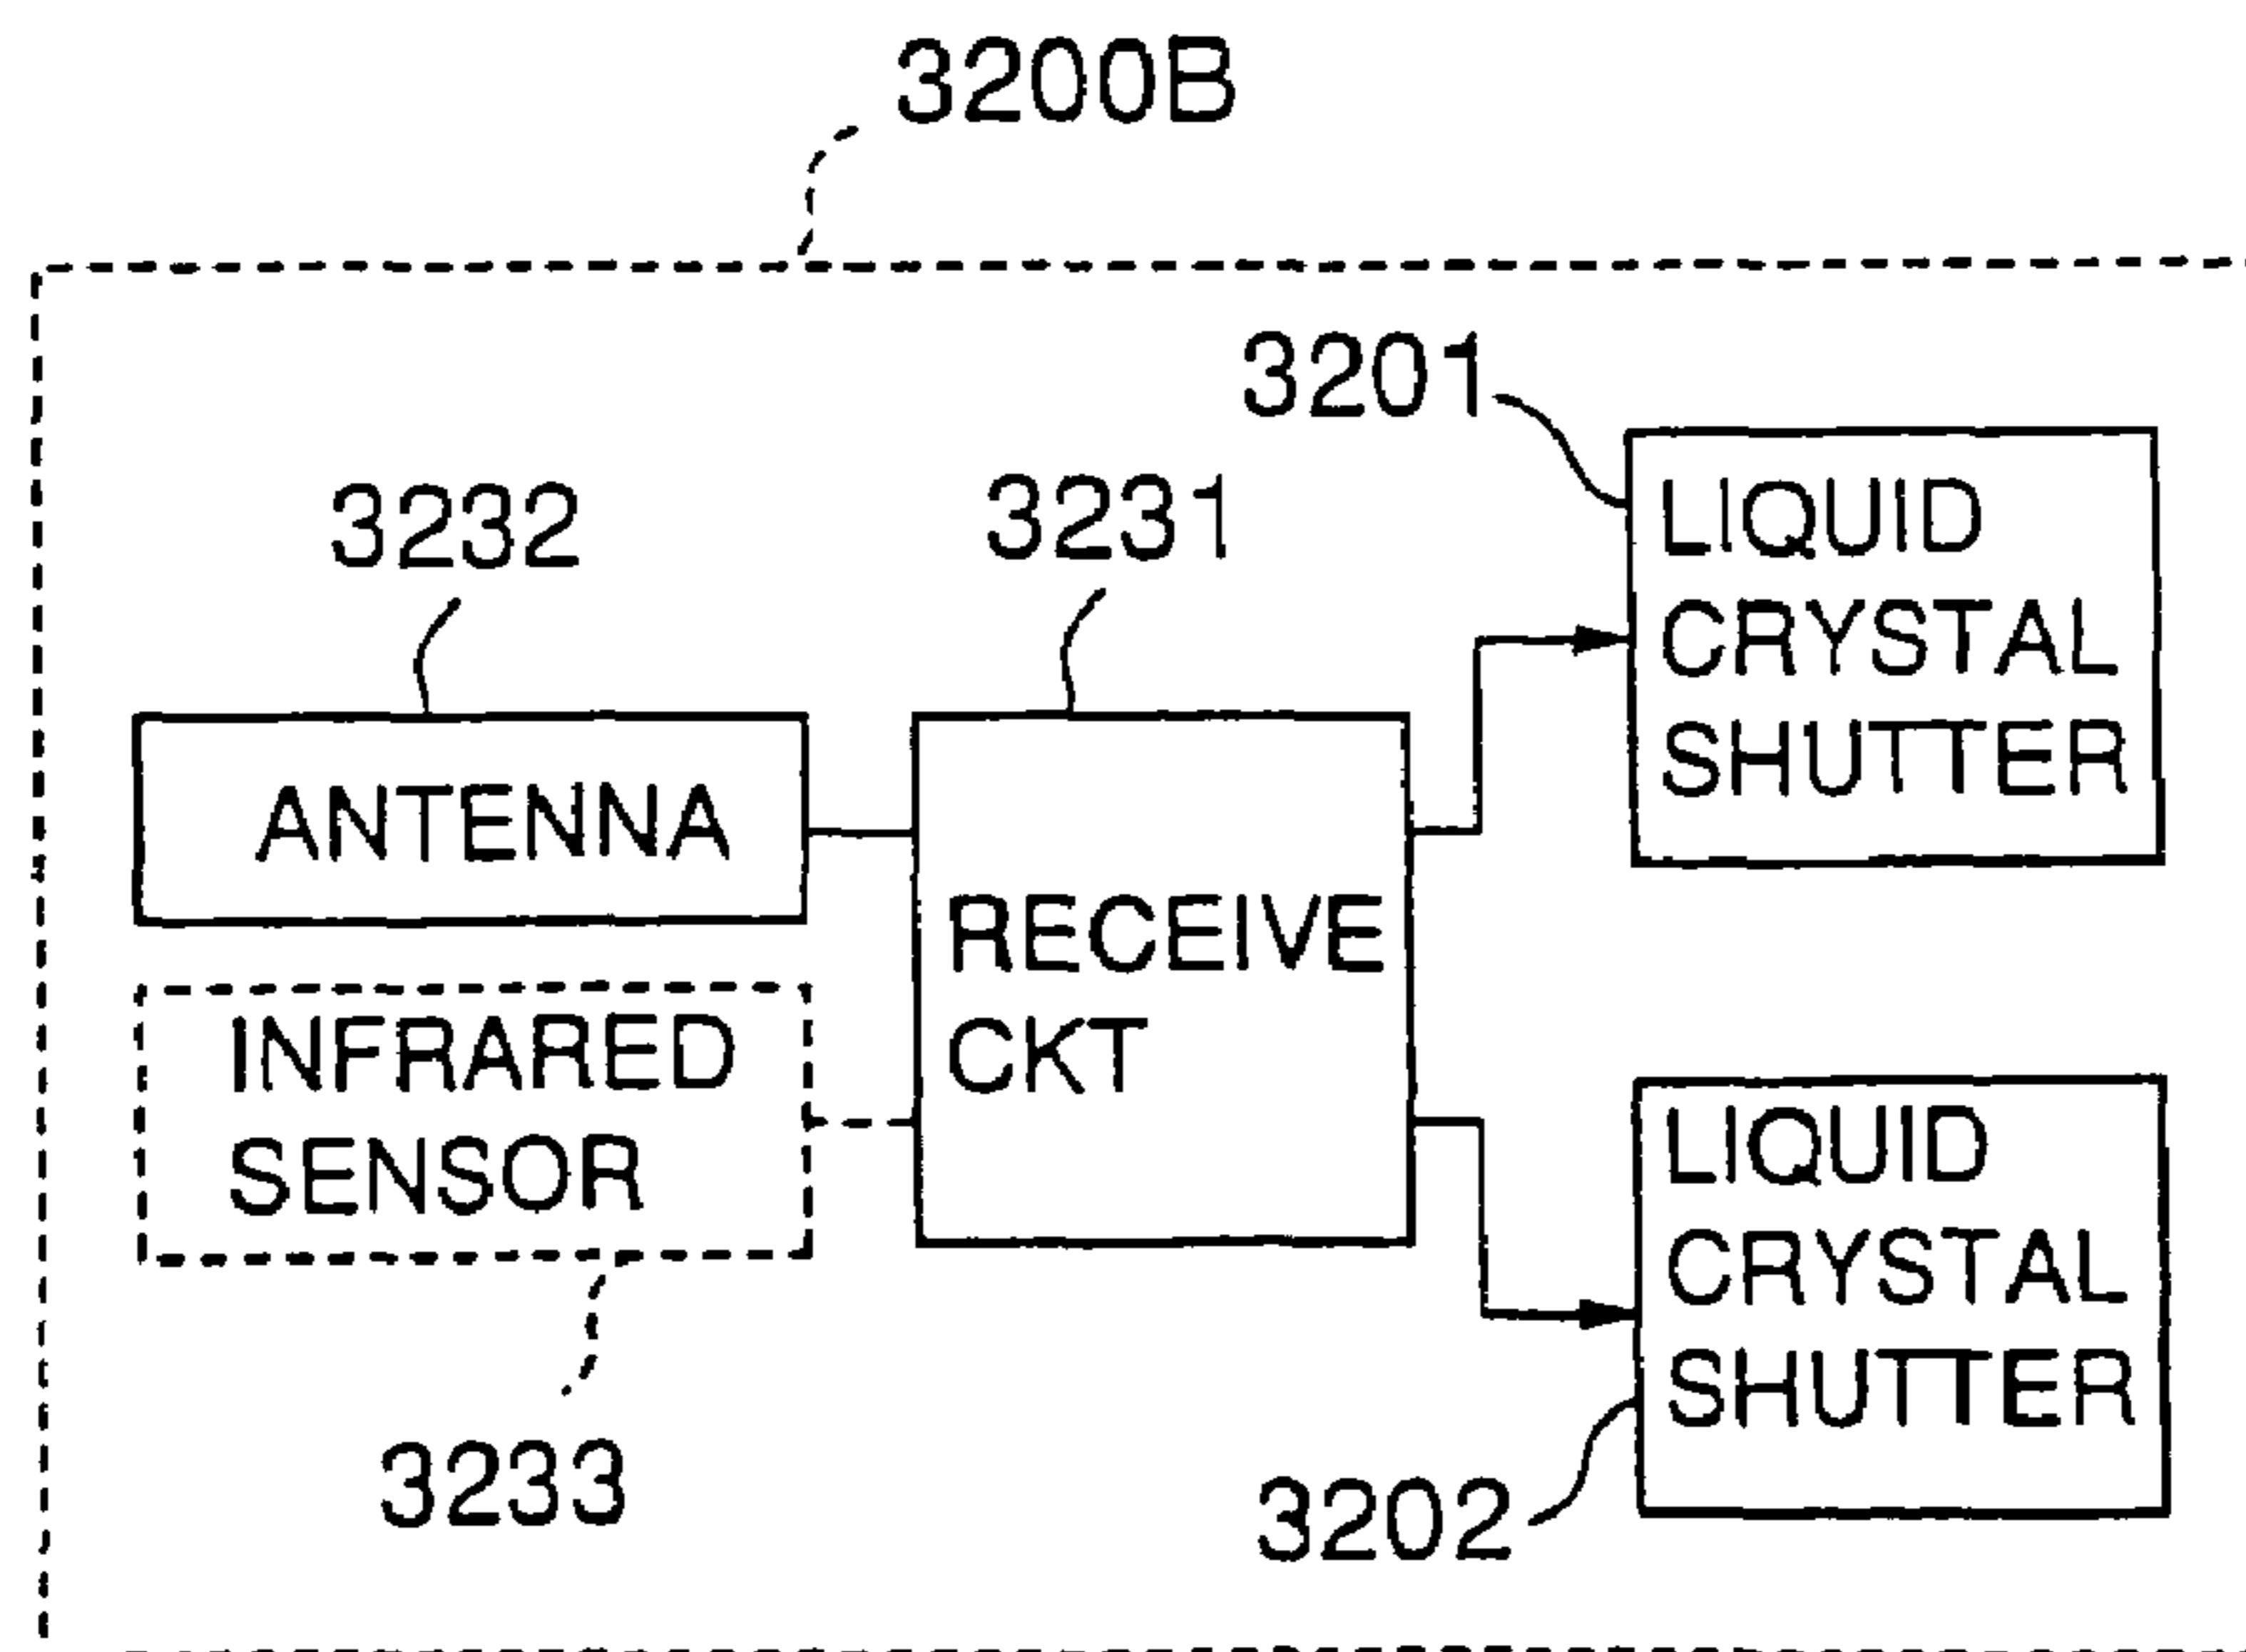 3200B
3201
LIQUID
CRYSTAL
SHUTTER
3232
3231
ANTENNA
RECEIVE
CKT
INFRARED
SENSOR
LIQUID
CRYSTAL
SHUTTER
3233
3202